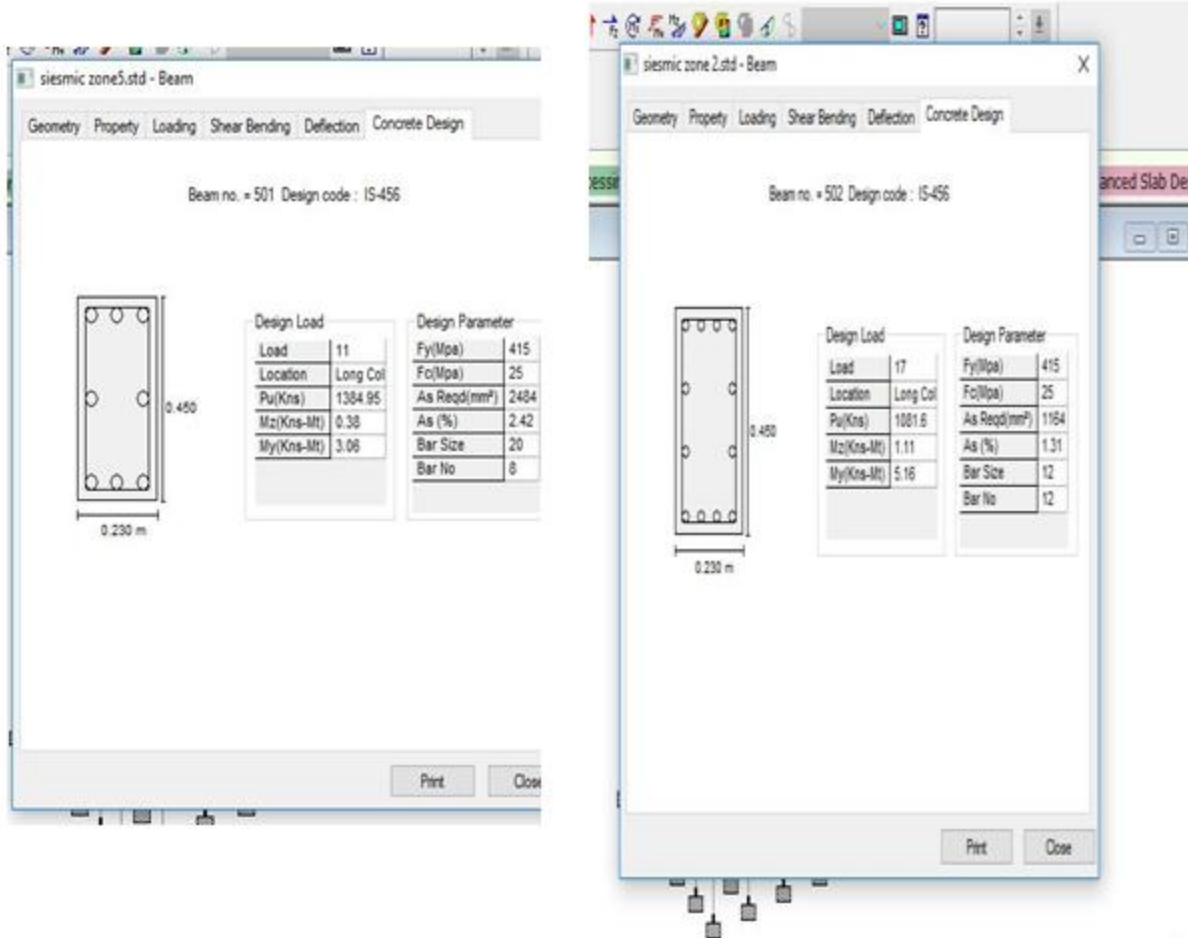 siesmic zone5.std - Beam
Geometry Property Loading Shear Bending Deflection Concrete Design
Beam no. = 501 Design code : IS-456
0.450
0.230 m
Design Load
Load 11
Location Long Col
Pu(Kns) 1384.95
Mz(Kns-Mt) 0.38
My(Kns-Mt) 3.06
Design Parameter
Fy(Mpa) 415
Fc(Mpa) 25
As Reqd(mm²) 2484
As (%) 2.42
Bar Size 20
Bar No 8
Print Close
siesmic zone 2.std - Beam X
Geometry Property Loading Shear Bending Deflection Concrete Design
anced Slab Des
Beam no. = 502 Design code : IS-456
0.450
0.230 m
Design Load
Load 17
Location Long Col
Pu(Kns) 1081.6
Mz(Kns-Mt) 1.11
My(Kns-Mt) 5.16
Design Parameter
Fy(Mpa) 415
Fc(Mpa) 25
As Reqd(mm²) 1164
As (%) 1.31
Bar Size 12
Bar No 12
Print Close